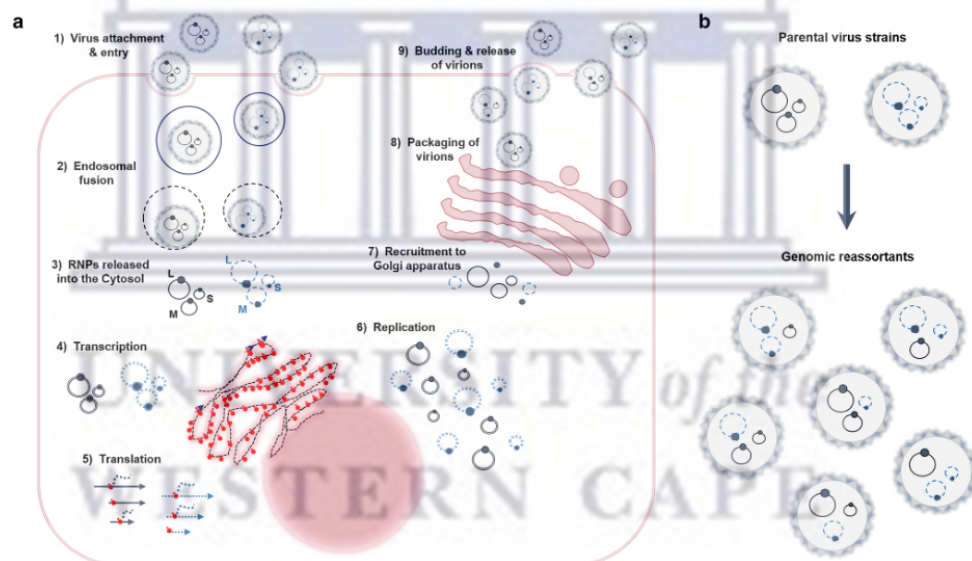 a
1) Virus attachment
& entry
2) Endosomal
fusion
3) RNPs released
into the Cytosol
L
S
M
L
S
M
4) Transcription
5) Translation
6) Replication
7) Recruitment to
Golgi apparatus
8) Packaging of
virions
9) Budding & release
of virions
b
Parental virus strains
Genomic reassortants
UNIVERSITY of the
WESTERN CAPE